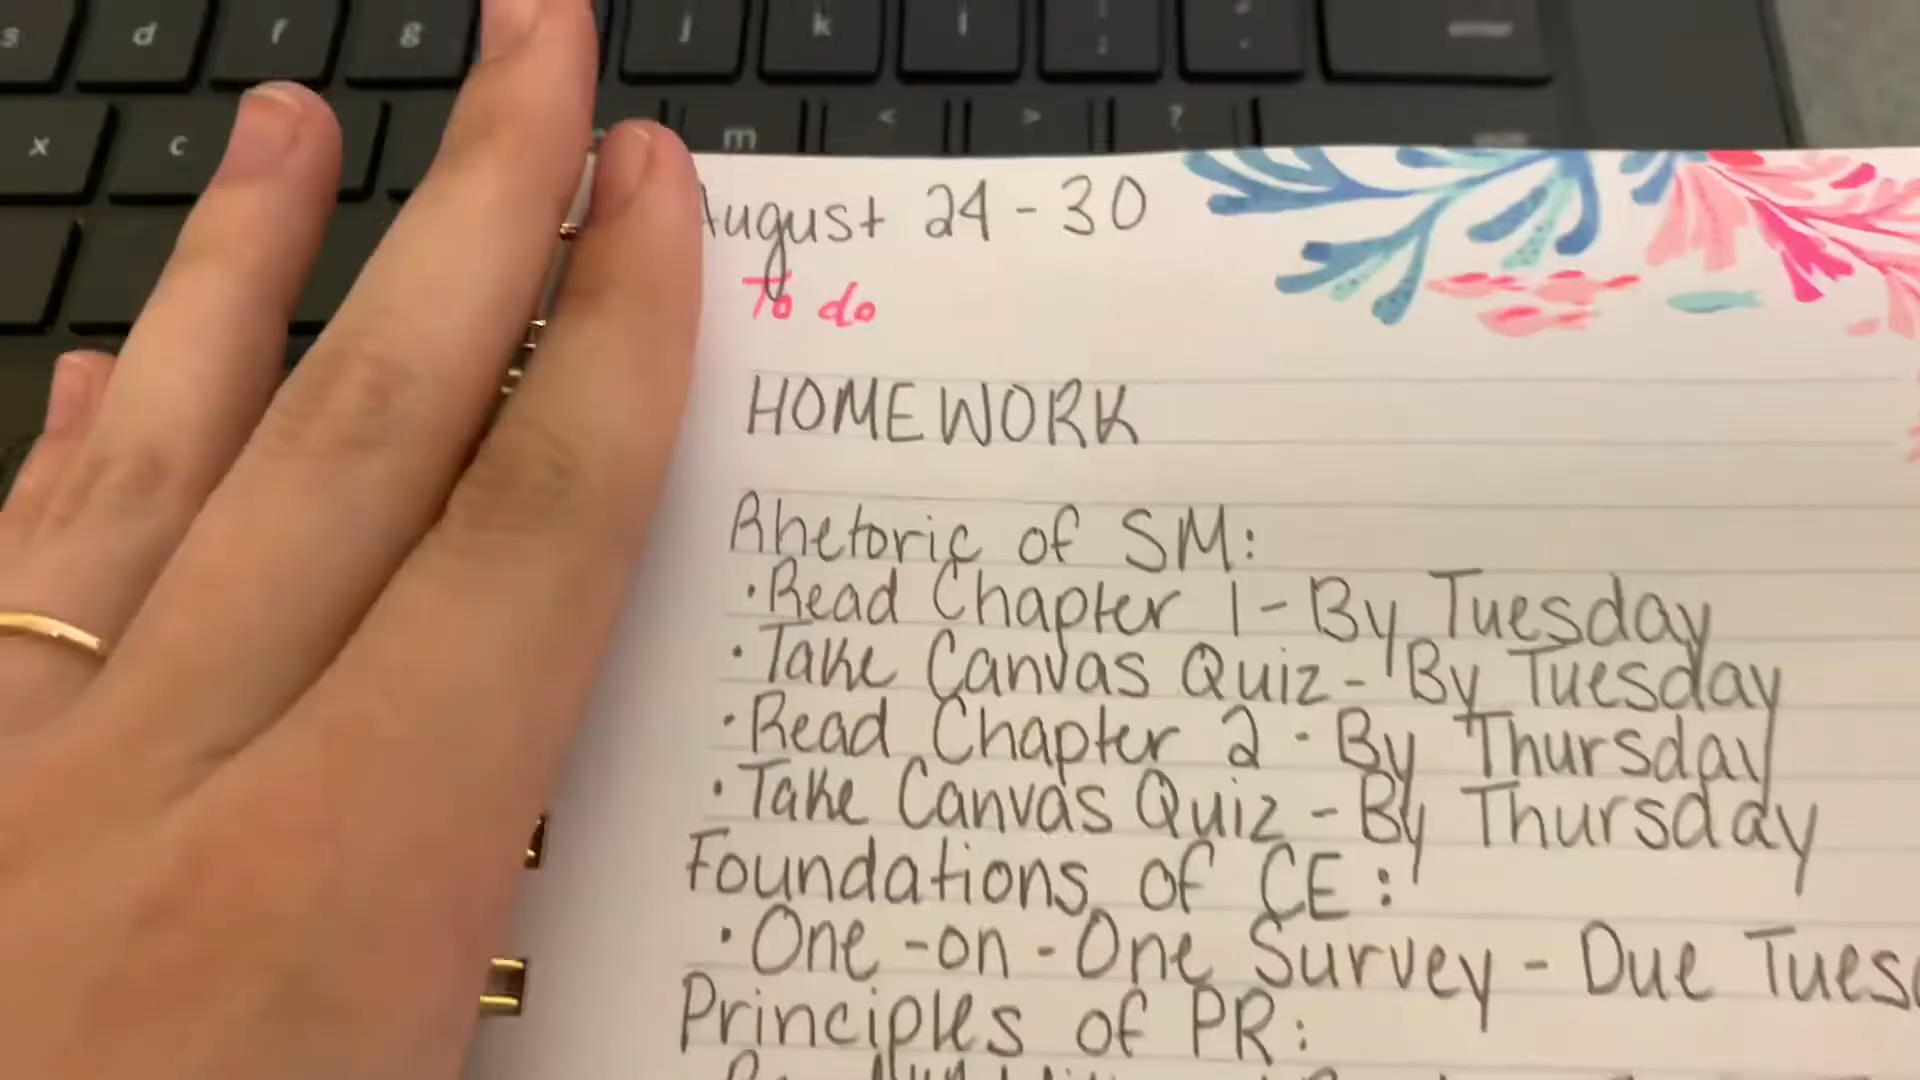 s d f g j k l
x c m < > ?
August 24 - 30
To do
HOMEWORK
Rhetoric of SM:
• Read Chapter 1 - By Tuesday
• Take Canvas Quiz - By Tuesday
• Read Chapter 2 - By Thursday
• Take Canvas Quiz - By Thursday
Foundations of CE:
• One-on-One Survey - Due Tues
Principles of PR: